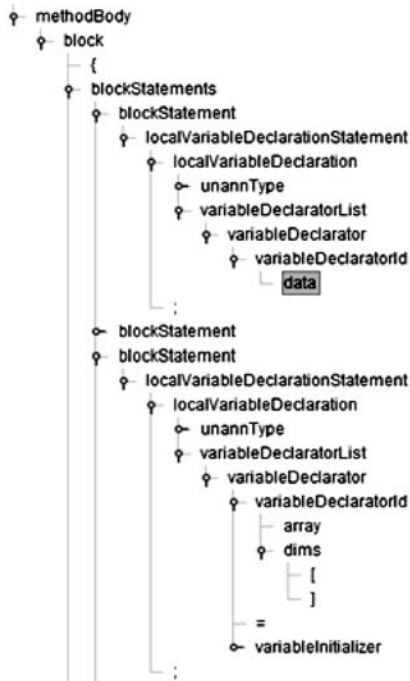 methodBody
block
{
blockStatements
blockStatement
localVariableDeclarationStatement
localVariableDeclaration
unannType
variableDeclaratorList
variableDeclarator
variableDeclaratorId
data
;
blockStatement
blockStatement
localVariableDeclarationStatement
localVariableDeclaration
unannType
variableDeclaratorList
variableDeclarator
variableDeclaratorId
array
dims
[
]
=
variableInitializer
;